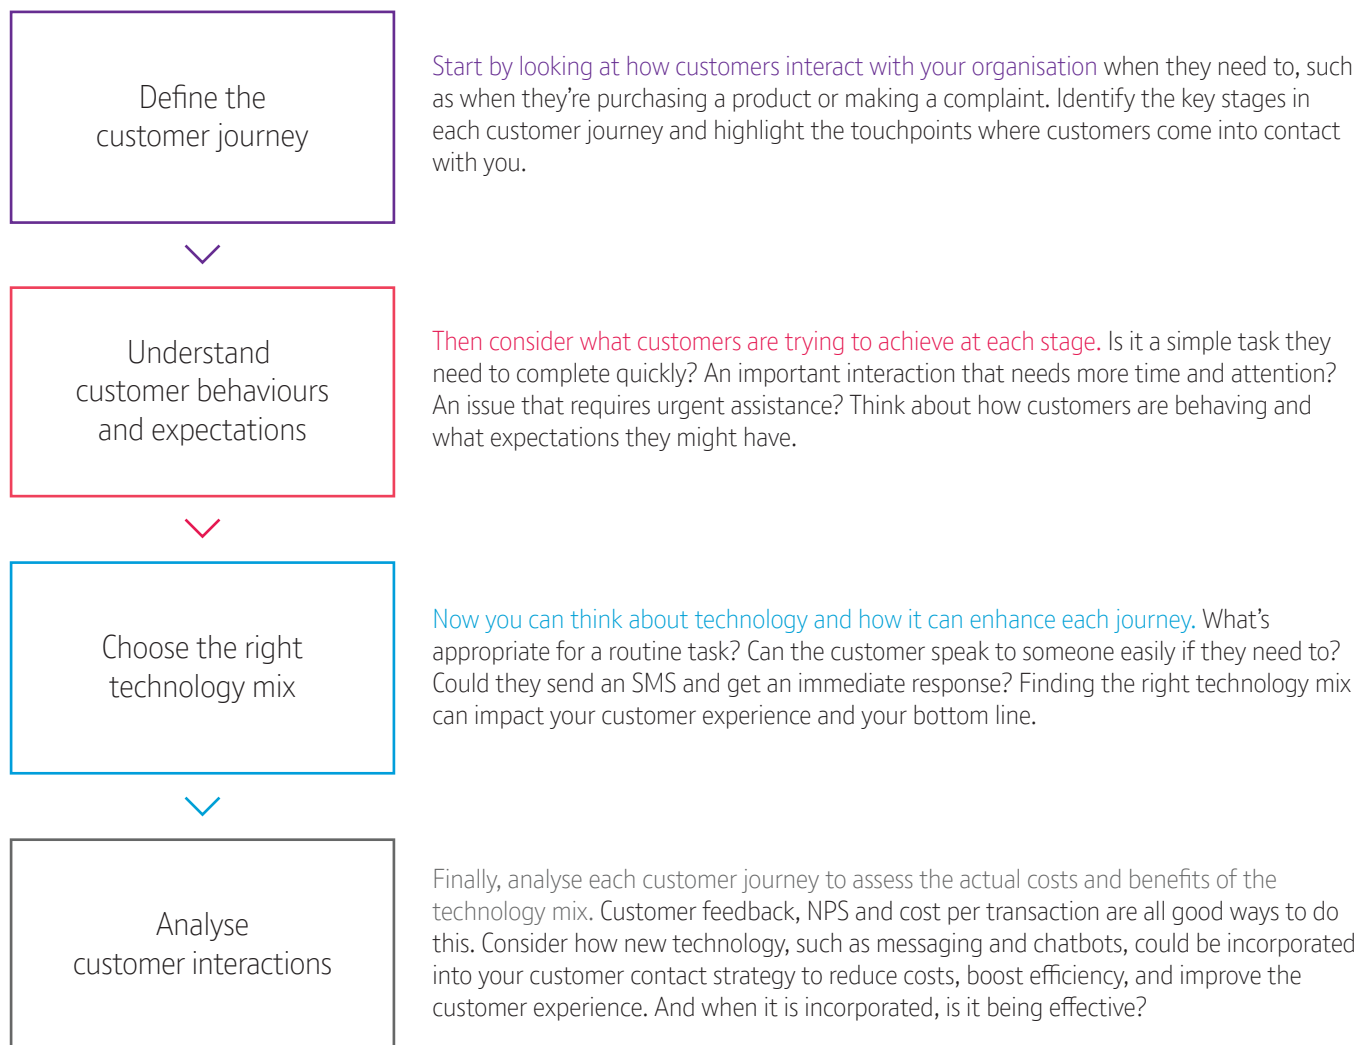 Define the
customer journey
Start by looking at how customers interact with your organisation when they need to, such
as when they're purchasing a product or making a complaint. Identify the key stages in
each customer journey and highlight the touchpoints where customers come into contact
with you.
Understand
customer behaviours
and expectations
Then consider what customers are trying to achieve at each stage. Is it a simple task they
need to complete quickly? An important interaction that needs more time and attention?
An issue that requires urgent assistance? Think about how customers are behaving and
what expectations they might have.
Choose the right
technology mix
Now you can think about technology and how it can enhance each journey. What's
appropriate for a routine task? Can the customer speak to someone easily if they need to?
Could they send an SMS and get an immediate response? Finding the right technology mix
can impact your customer experience and your bottom line.
Analyse
customer interactions
Finally, analyse each customer journey to assess the actual costs and benefits of the
technology mix. Customer feedback, NPS and cost per transaction are all good ways to do
this. Consider how new technology, such as messaging and chatbots, could be incorporated
into your customer contact strategy to reduce costs, boost efficiency, and improve the
customer experience. And when it is incorporated, is it being effective?